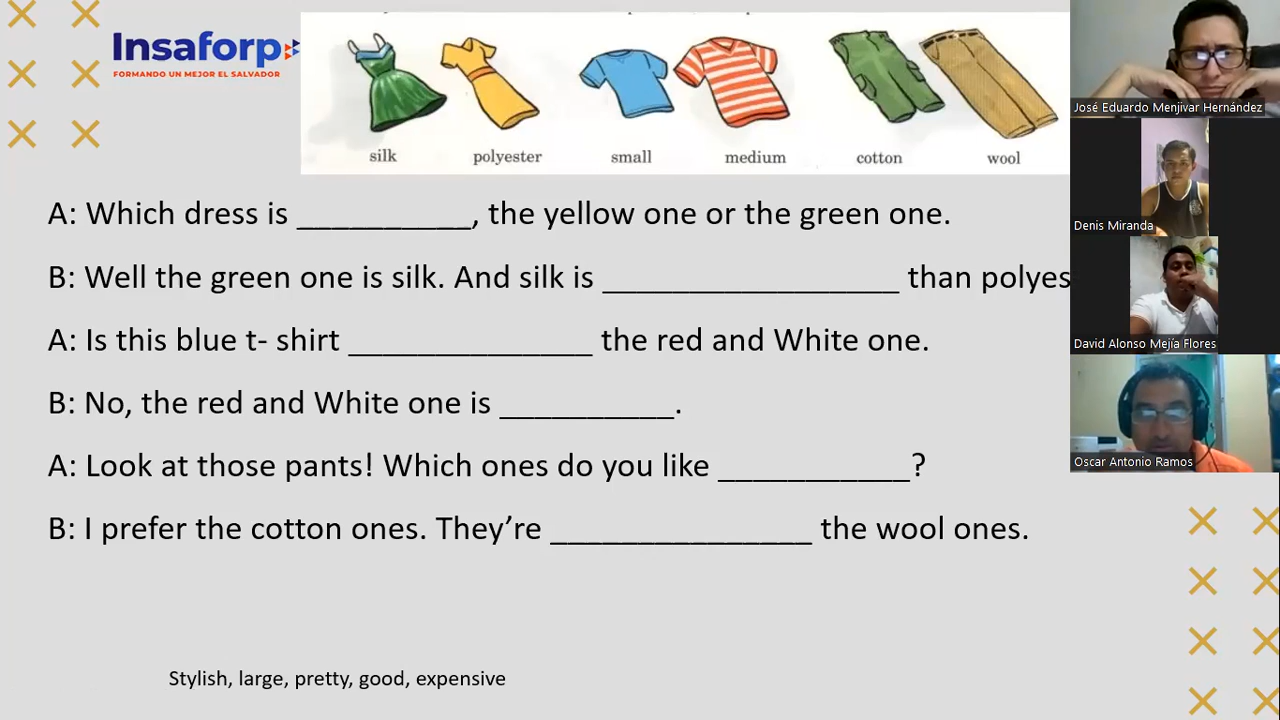 Insaforp
FORMANDO UN MEJOR EL SALVADOR
silk polyester small medium cotton wool
A: Which dress is __________, the yellow one or the green one.
B: Well the green one is silk. And silk is _________________ than polyes
A: Is this blue t- shirt ______________ the red and White one.
B: No, the red and White one is __________.
A: Look at those pants! Which ones do you like ___________?
B: I prefer the cotton ones. They’re _______________ the wool ones.
Stylish, large, pretty, good, expensive
José Eduardo Menjivar Hernández
Denis Miranda
David Alonso Mejía Flores
Oscar Antonio Ramos